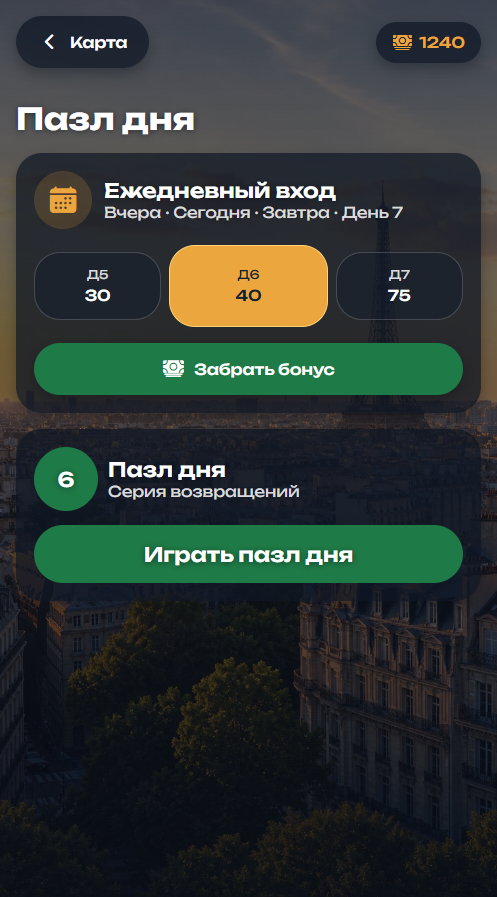 Карта
1240
Пазл дня
Ежедневный вход
Вчера · Сегодня · Завтра · День 7
Д5
30
Д6
40
Д7
75
Забрать бонус
6
Пазл дня
Серия возвращений
Играть пазл дня